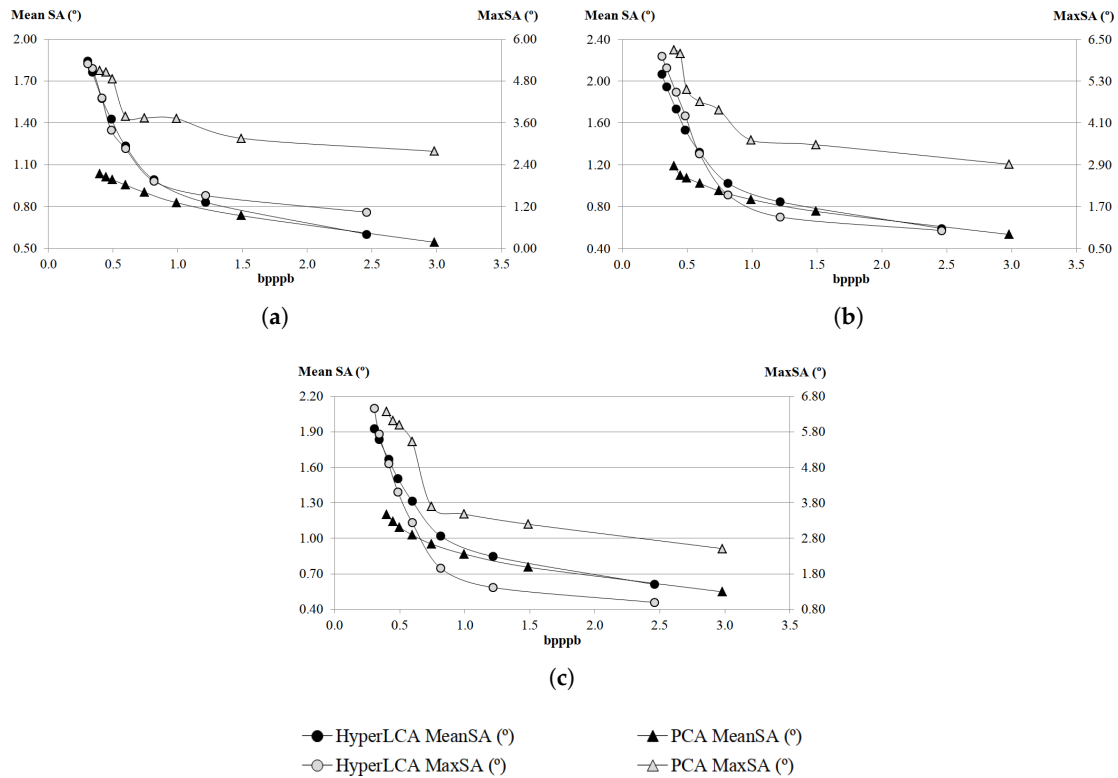 Mean SA (º) MaxSA (º)
2.00 6.00
1.70 4.80
1.40 3.60
1.10 2.40
0.80 1.20
0.50 0.00
0.0 0.5 1.0 1.5 2.0 2.5 3.0 3.5
bpppb
(a)
Mean SA (º) MaxSA (º)
2.40 6.50
2.00 5.30
1.60 4.10
1.20 2.90
0.80 1.70
0.40 0.50
0.0 0.5 1.0 1.5 2.0 2.5 3.0 3.5
bpppb
(b)
Mean SA (º) MaxSA (º)
2.20 6.80
1.90 5.80
1.60 4.80
1.30 3.80
1.00 2.80
0.70 1.80
0.40 0.80
0.0 0.5 1.0 1.5 2.0 2.5 3.0 3.5
bpppb
(c)
HyperLCA MeanSA (º) PCA MeanSA (º)
HyperLCA MaxSA (º) PCA MaxSA (º)